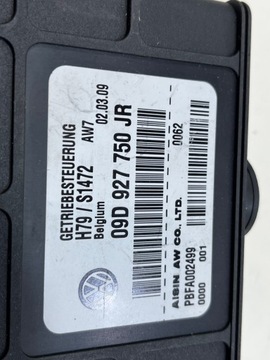 GETRIEBESTEUERUNG
H79 / S1472 AW7 02.03.09
Belgium
09D 927 750 JR
0062
AISIN AW CO. LTD.
PBFA002499
0000 001